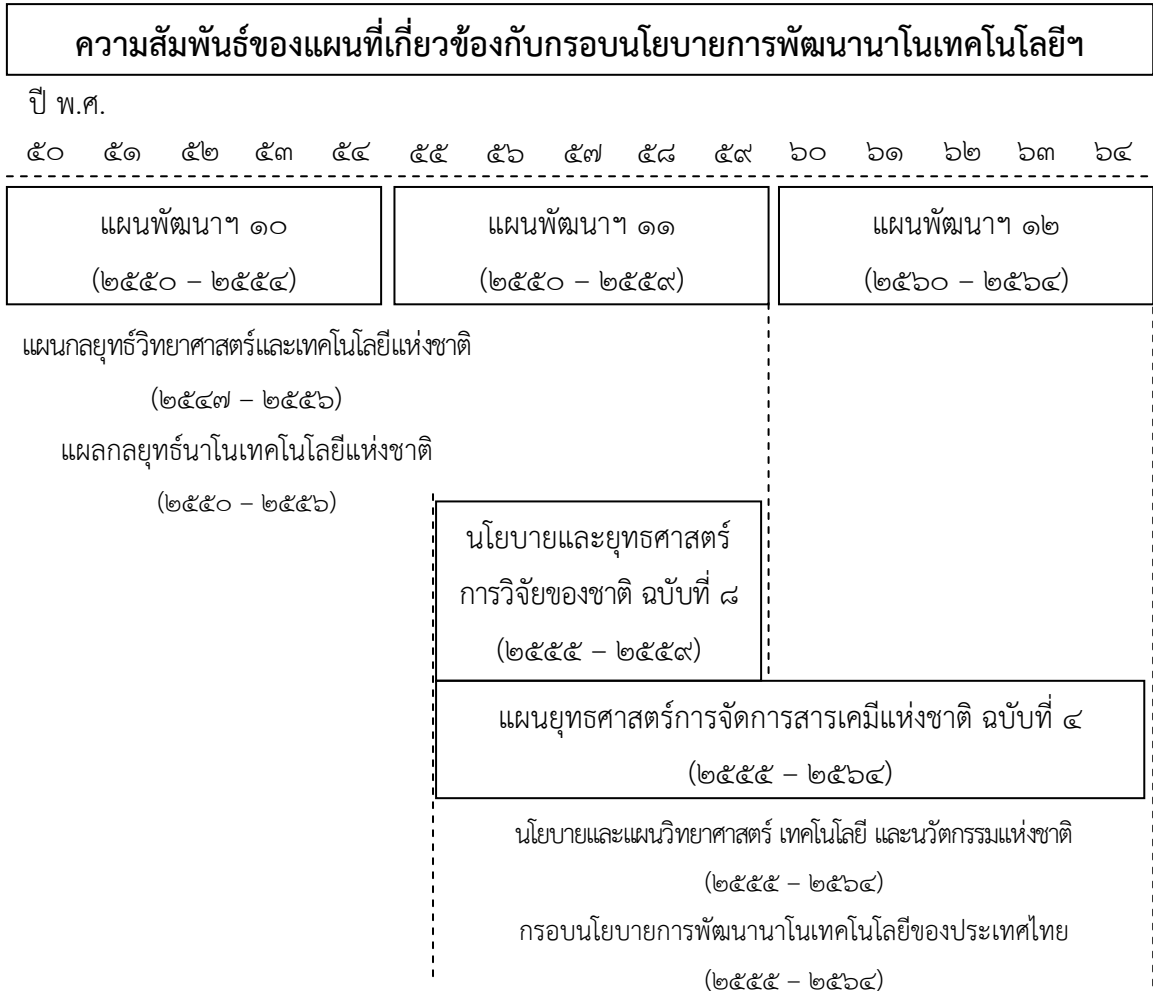 ความสัมพันธ์ของแผนที่เกี่ยวข้องกับกรอบนโยบายการพัฒนานาโนเทคโนโลยีฯ
ปี พ.ศ.
๕๐ ๕๑ ๕๒ ๕๓ ๕๔ ๕๕ ๕๖ ๕๗ ๕๘ ๕๙ ๖๐ ๖๑ ๖๒ ๖๓ ๖๔
แผนพัฒนาฯ ๑๐
(๒๕๕๐ – ๒๕๕๔)
แผนพัฒนาฯ ๑๑
(๒๕๕๐ – ๒๕๕๙)
แผนพัฒนาฯ ๑๒
(๒๕๖๐ – ๒๕๖๔)
แผนกลยุทธ์วิทยาศาสตร์และเทคโนโลยีแห่งชาติ
(๒๕๔๗ – ๒๕๕๖)
แผลกลยุทธ์นาโนเทคโนโลยีแห่งชาติ
(๒๕๕๐ – ๒๕๕๖)
นโยบายและยุทธศาสตร์
การวิจัยของชาติ ฉบับที่ ๘
(๒๕๕๕ – ๒๕๕๙)
แผนยุทธศาสตร์การจัดการสารเคมีแห่งชาติ ฉบับที่ ๔
(๒๕๕๕ – ๒๕๖๔)
นโยบายและแผนวิทยาศาสตร์ เทคโนโลยี และนวัตกรรมแห่งชาติ
(๒๕๕๕ – ๒๕๖๔)
กรอบนโยบายการพัฒนานาโนเทคโนโลยีของประเทศไทย
(๒๕๕๕ – ๒๕๖๔)